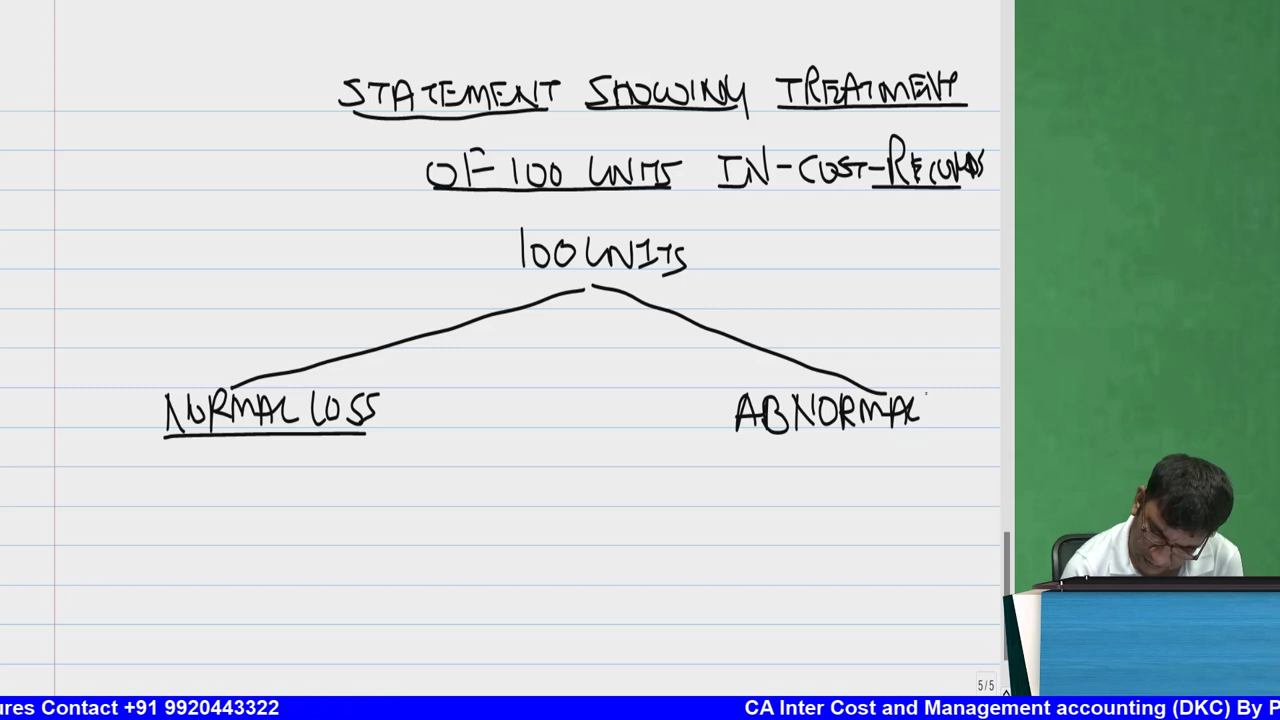 STATEMENT SHOWING TREATMENT
OF 100 UNITS IN-COST-RECORDS
100 UNITS
NORMAL LOSS
ABNORMAL
5/5
ures Contact +91 9920443322
CA Inter Cost and Management accounting (DKC) By P